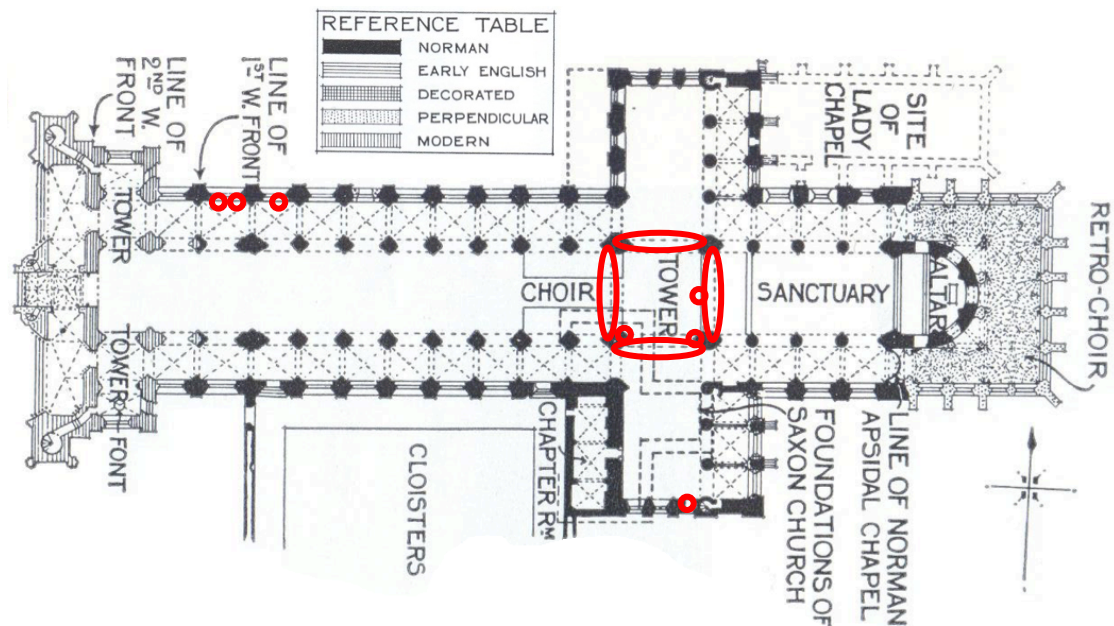 REFERENCE TABLE
NORMAN
EARLY ENGLISH
DECORATED
PERPENDICULAR
MODERN
LINE OF
2ND W.
FRONT
LINE OF
1ST W. FRONT
SITE
OF
LADY
CHAPEL
RETRO-CHOIR
TOWER
TOWER
CHOIR
TOWER
SANCTUARY
ALTAR
FONT
CLOISTERS
CHAPTER RM
FOUNDATIONS OF
SAXON CHURCH
LINE OF NORMAN
APSIDAL CHAPEL